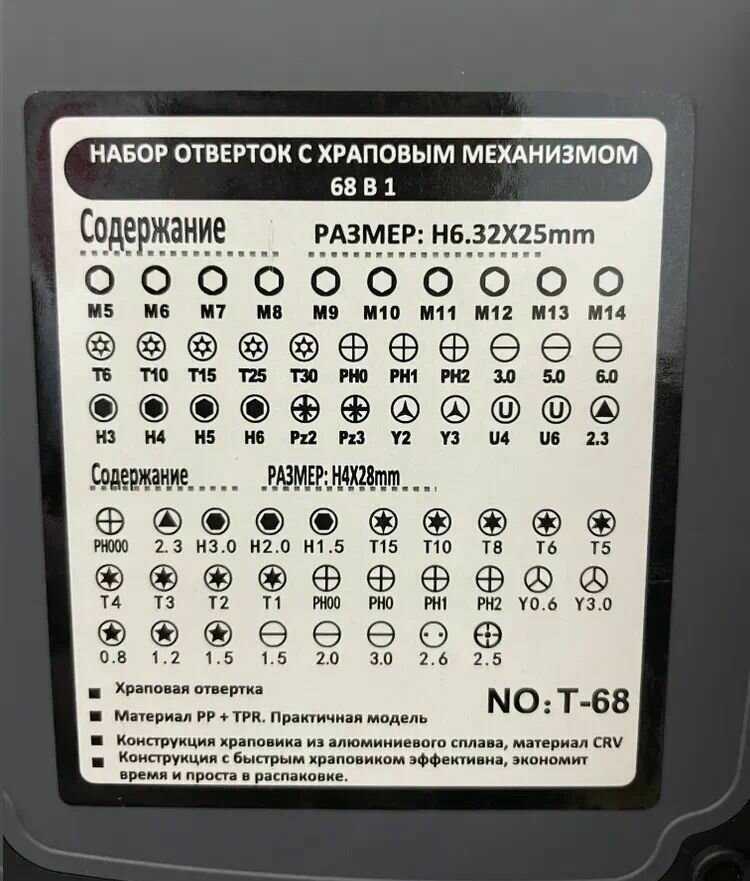 НАБОР ОТВЕРТОК С ХРАПОВЫМ МЕХАНИЗМОМ
68 В 1
Содержание РАЗМЕР: H6.32X25mm
M5 M6 M7 M8 M9 M10 M11 M12 M13 M14
T6 T10 T15 T25 T30 PH0 PH1 PH2 3.0 5.0 6.0
H3 H4 H5 H6 Pz2 Pz3 Y2 Y3 U4 U6 2.3
Содержание РАЗМЕР: H4X28mm
PH000 2.3 H3.0 H2.0 H1.5 T15 T10 T8 T6 T5
T4 T3 T2 T1 PH00 PH0 PH1 PH2 Y0.6 Y3.0
0.8 1.2 1.5 1.5 2.0 3.0 2.6 2.5
Храповая отвертка
NO: T-68
Материал PP + TPR. Практичная модель
Конструкция храповика из алюминиевого сплава, материал CRV
Конструкция с быстрым храповиком эффективна, экономит
время и проста в распаковке.